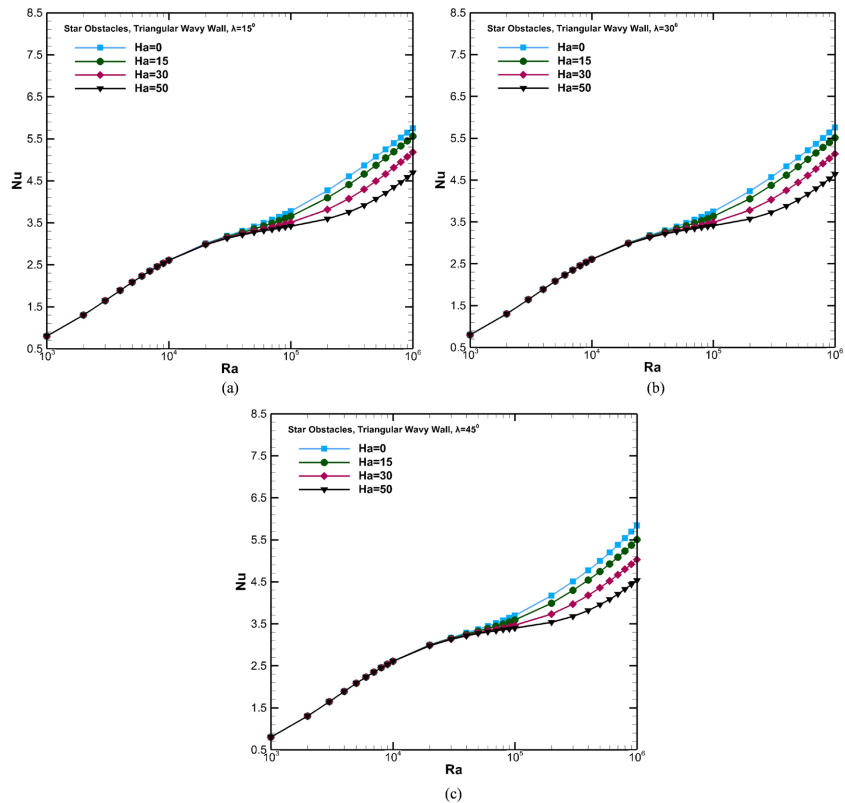 8.5
Star Obstacles, Triangular Wavy Wall, λ=15⁰
Ha=0
Ha=15
Ha=30
Ha=50
7.5
6.5
5.5
4.5
3.5
2.5
1.5
0.5
Nu
10³
10⁴
10⁵
10⁶
Ra
(a)
8.5
Star Obstacles, Triangular Wavy Wall, λ=30⁰
Ha=0
Ha=15
Ha=30
Ha=50
7.5
6.5
5.5
4.5
3.5
2.5
1.5
0.5
Nu
10³
10⁴
10⁵
10⁶
Ra
(b)
8.5
Star Obstacles, Triangular Wavy Wall, λ=45⁰
Ha=0
Ha=15
Ha=30
Ha=50
7.5
6.5
5.5
4.5
3.5
2.5
1.5
0.5
Nu
10³
10⁴
10⁵
10⁶
Ra
(c)